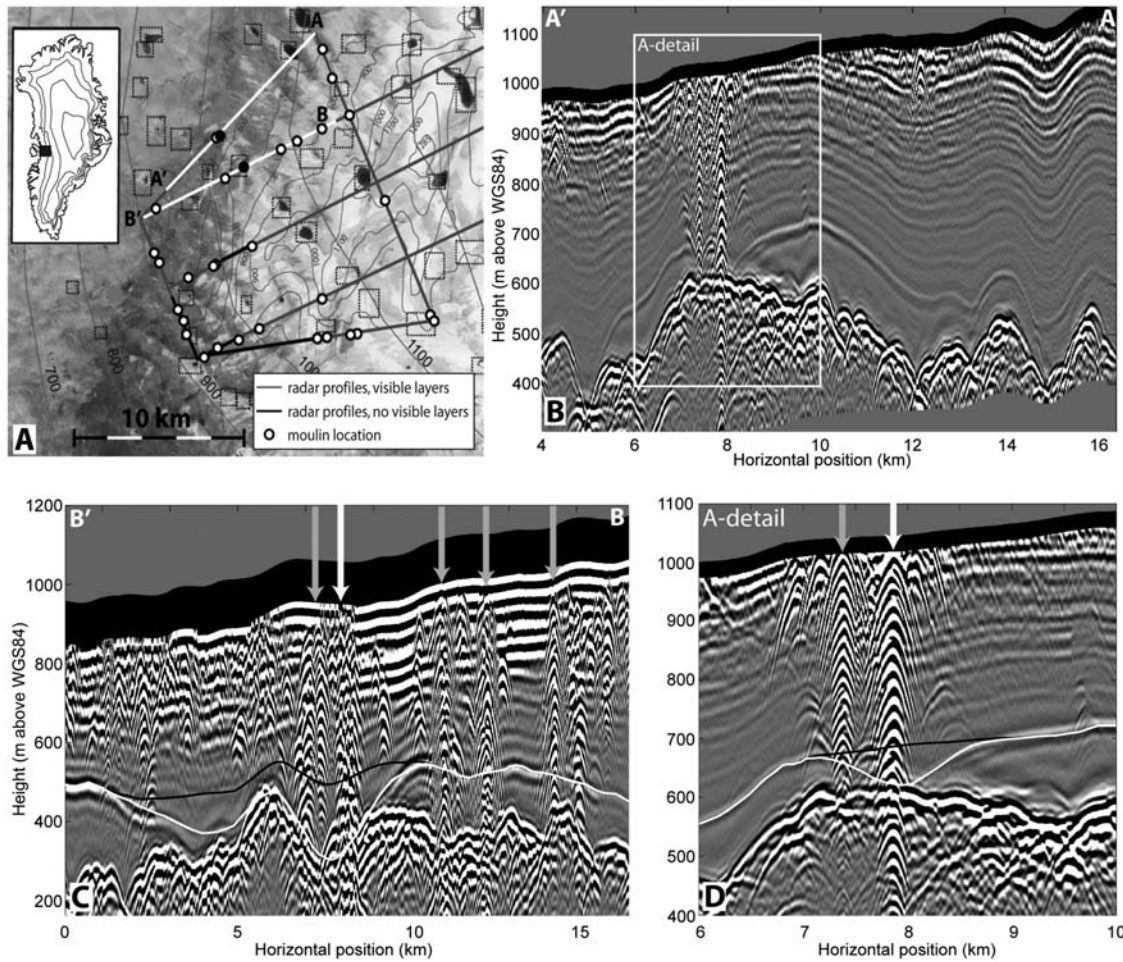 A
B
A'
B'
700
800
900
1000
1100
10 km
radar profiles, visible layers
radar profiles, no visible layers
moulin location
A
A'
A
A-detail
Height (m above WGS84)
1100
1000
900
800
700
600
500
400
4
6
8
10
12
14
16
Horizontal position (km)
B
B'
B
Height (m above WGS84)
1200
1000
800
600
400
200
0
5
10
15
Horizontal position (km)
C
A-detail
1100
1000
900
800
700
600
500
400
Height (m above WGS84)
6
7
8
9
10
Horizontal position (km)
D